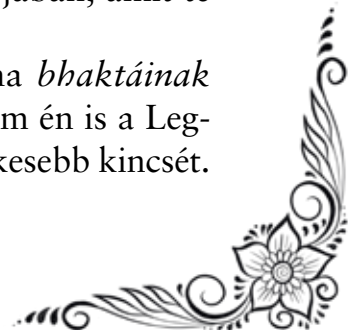 amit te
na bhaktáinak
m én is a Leg-
kesebb kincsét.